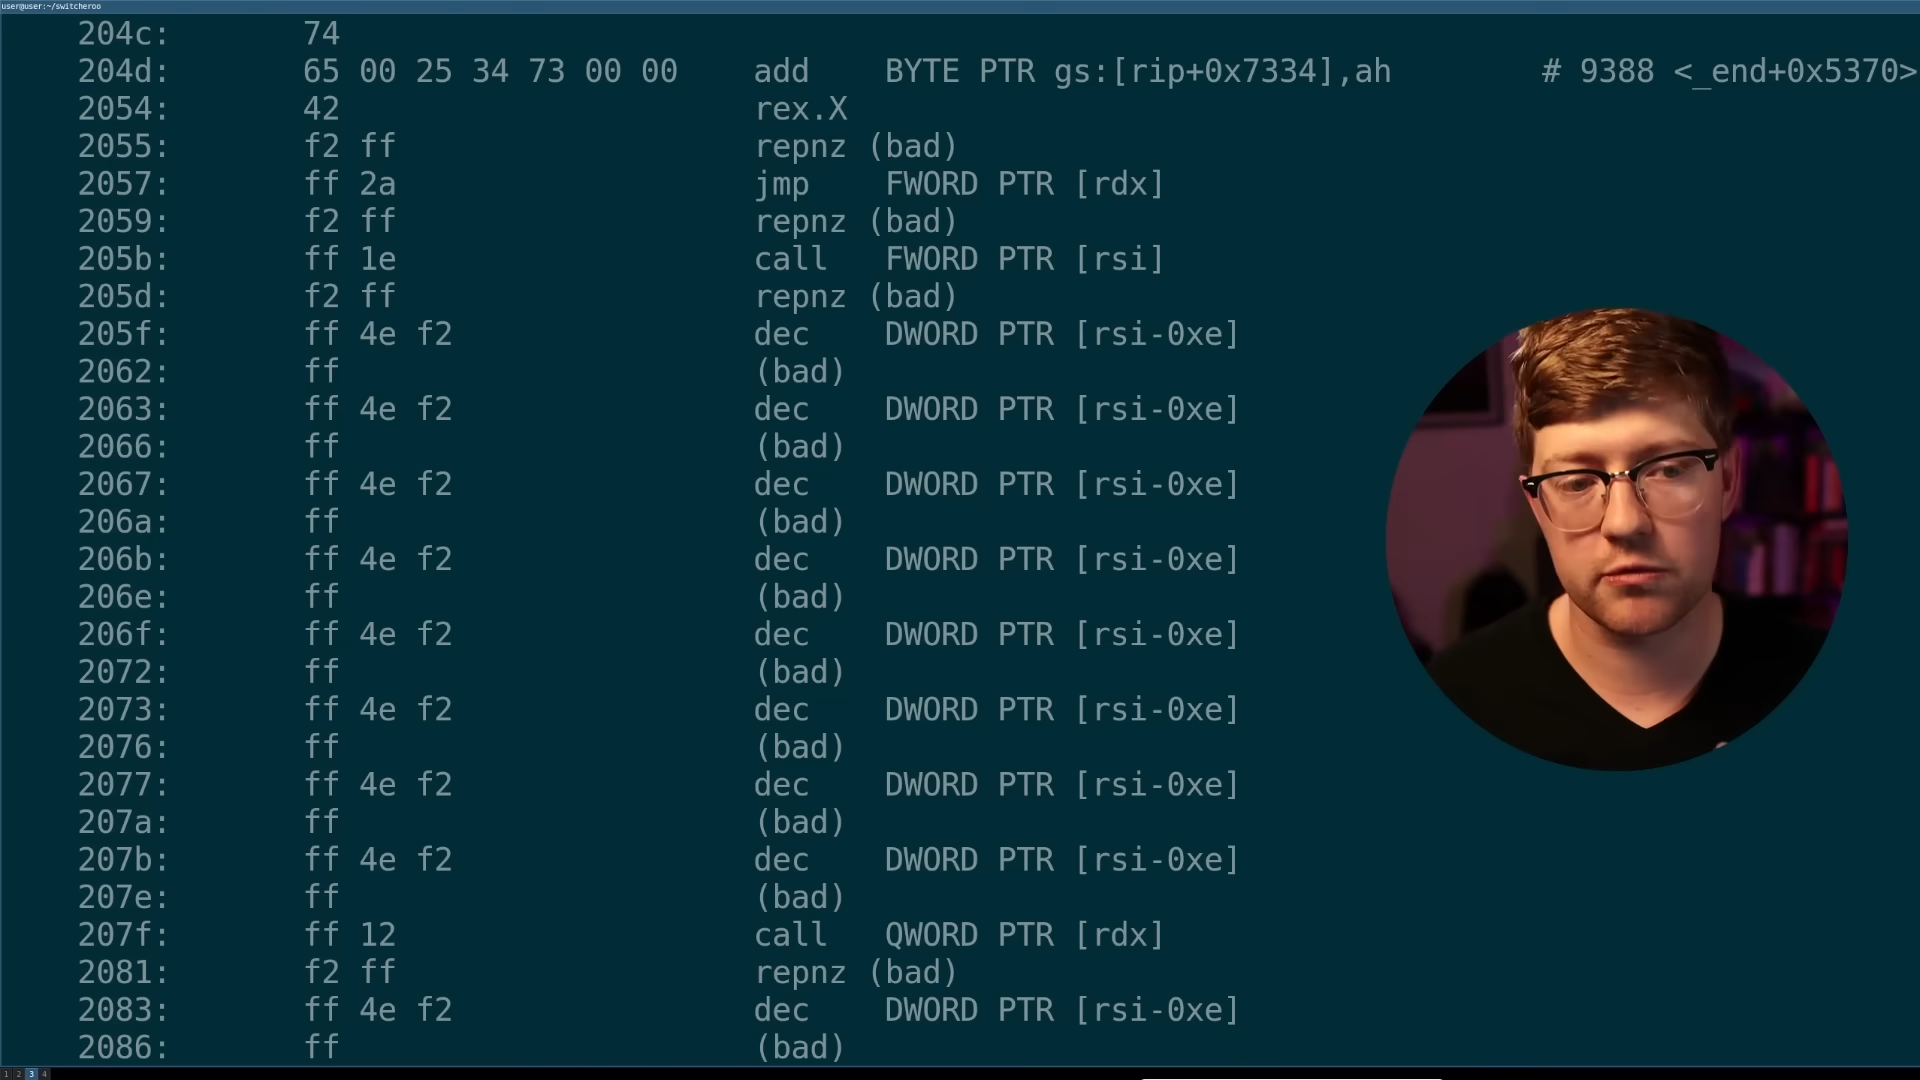 user@user:~/switcheroo
204c: 74
204d: 65 00 25 34 73 00 00 add BYTE PTR gs:[rip+0x7334],ah # 9388 <_end+0x5370>
2054: 42 rex.X
2055: f2 ff repnz (bad)
2057: ff 2a jmp FWORD PTR [rdx]
2059: f2 ff repnz (bad)
205b: ff 1e call FWORD PTR [rsi]
205d: f2 ff repnz (bad)
205f: ff 4e f2 dec DWORD PTR [rsi-0xe]
2062: ff (bad)
2063: ff 4e f2 dec DWORD PTR [rsi-0xe]
2066: ff (bad)
2067: ff 4e f2 dec DWORD PTR [rsi-0xe]
206a: ff (bad)
206b: ff 4e f2 dec DWORD PTR [rsi-0xe]
206e: ff (bad)
206f: ff 4e f2 dec DWORD PTR [rsi-0xe]
2072: ff (bad)
2073: ff 4e f2 dec DWORD PTR [rsi-0xe]
2076: ff (bad)
2077: ff 4e f2 dec DWORD PTR [rsi-0xe]
207a: ff (bad)
207b: ff 4e f2 dec DWORD PTR [rsi-0xe]
207e: ff (bad)
207f: ff 12 call QWORD PTR [rdx]
2081: f2 ff repnz (bad)
2083: ff 4e f2 dec DWORD PTR [rsi-0xe]
2086: ff (bad)
1 2 3 4